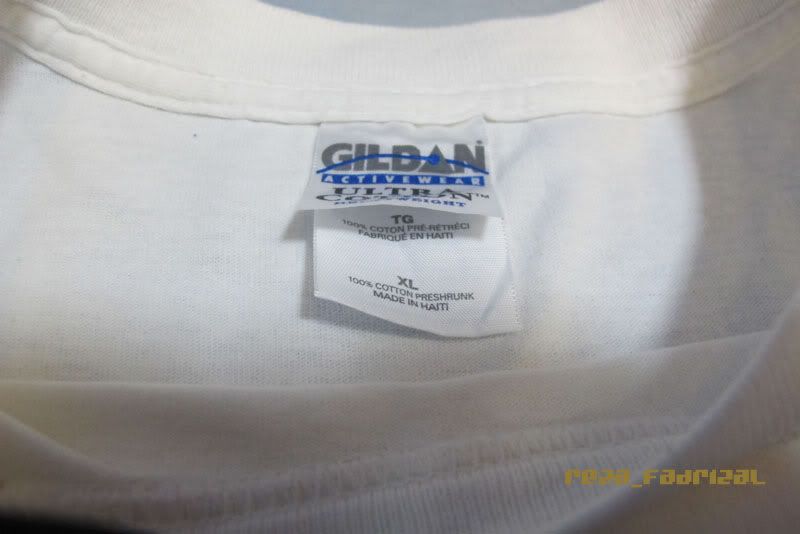 GILDAN
ACTIVEWEAR
ULTRA
COTTON™
TG
100% COTON PRÉ-RÉTRÉCI
FABRIQUÉ EN HAITI
XL
100% COTTON PRESHRUNK
MADE IN HAITI
reza_Fadrizal